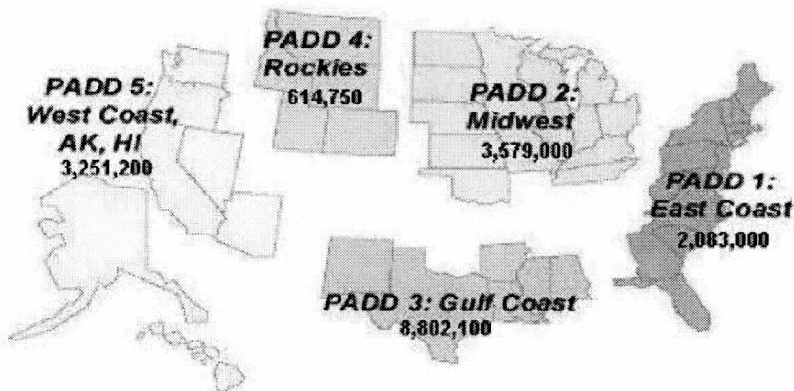 PADD 4:
Rockies
614,750
PADD 5:
West Coast,
AK, HI
3,251,200
PADD 2:
Midwest
3,579,000
PADD 1:
East Coast
2,083,000
PADD 3: Gulf Coast
8,802,100